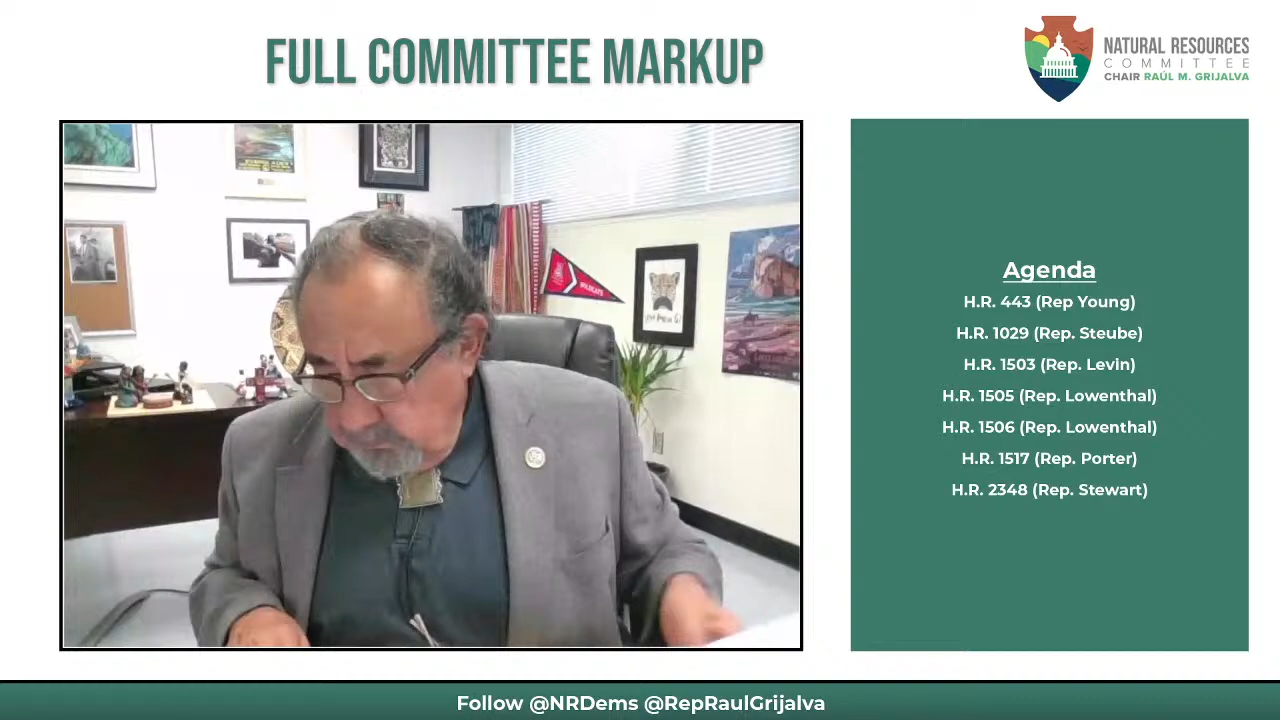 FULL COMMITTEE MARKUP
NATURAL RESOURCES
COMMITTEE
CHAIR RAÚL M. GRIJALVA
WILDCATS
Agenda
H.R. 443 (Rep Young)
H.R. 1029 (Rep. Steube)
H.R. 1503 (Rep. Levin)
H.R. 1505 (Rep. Lowenthal)
H.R. 1506 (Rep. Lowenthal)
H.R. 1517 (Rep. Porter)
H.R. 2348 (Rep. Stewart)
Follow @NRDems @RepRaulGrijalva